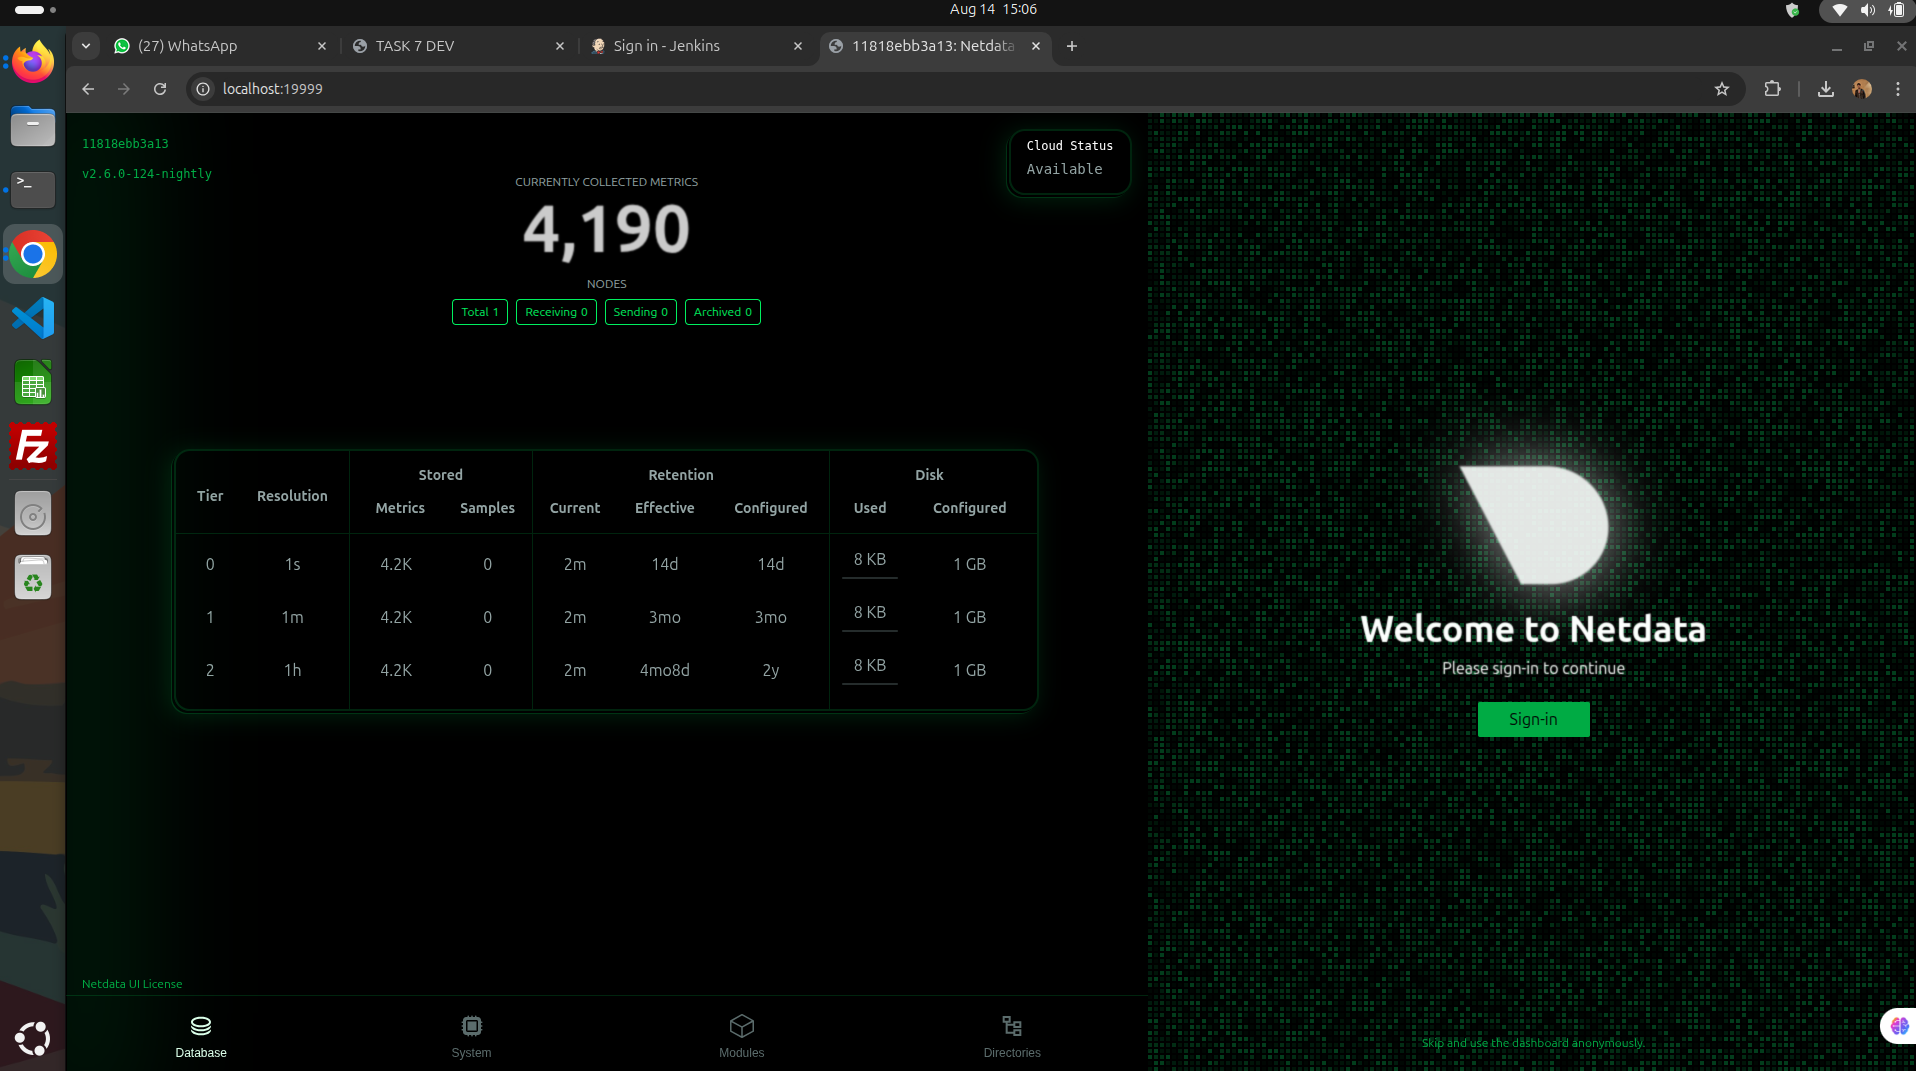 Aug 14 15:06
(27) WhatsApp
TASK 7 DEV
Sign in - Jenkins
11818ebb3a13: Netdata
localhost:19999
11818ebb3a13
v2.6.0-124-nightly
Cloud Status
Available
CURRENTLY COLLECTED METRICS
4,190
NODES
Total 1 Receiving 0 Sending 0 Archived 0
Stored Retention Disk
Tier Resolution
Metrics Samples Current Effective Configured Used Configured
0 1s 4.2K 0 2m 14d 14d 8 KB 1 GB
1 1m 4.2K 0 2m 3mo 3mo 8 KB 1 GB
2 1h 4.2K 0 2m 4mo8d 2y 8 KB 1 GB
Netdata UI License
Database System Modules Directories
Welcome to Netdata
Please sign-in to continue
Sign-in
Skip and use the dashboard anonymously.
>_
FZ